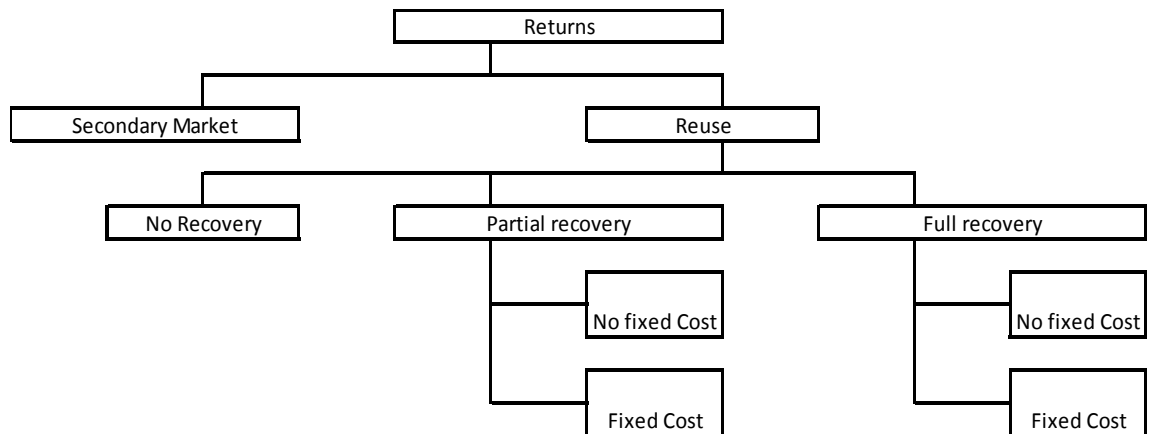 Returns
Secondary Market
Reuse
No Recovery
Partial recovery
Full recovery
No fixed Cost
No fixed Cost
Fixed Cost
Fixed Cost